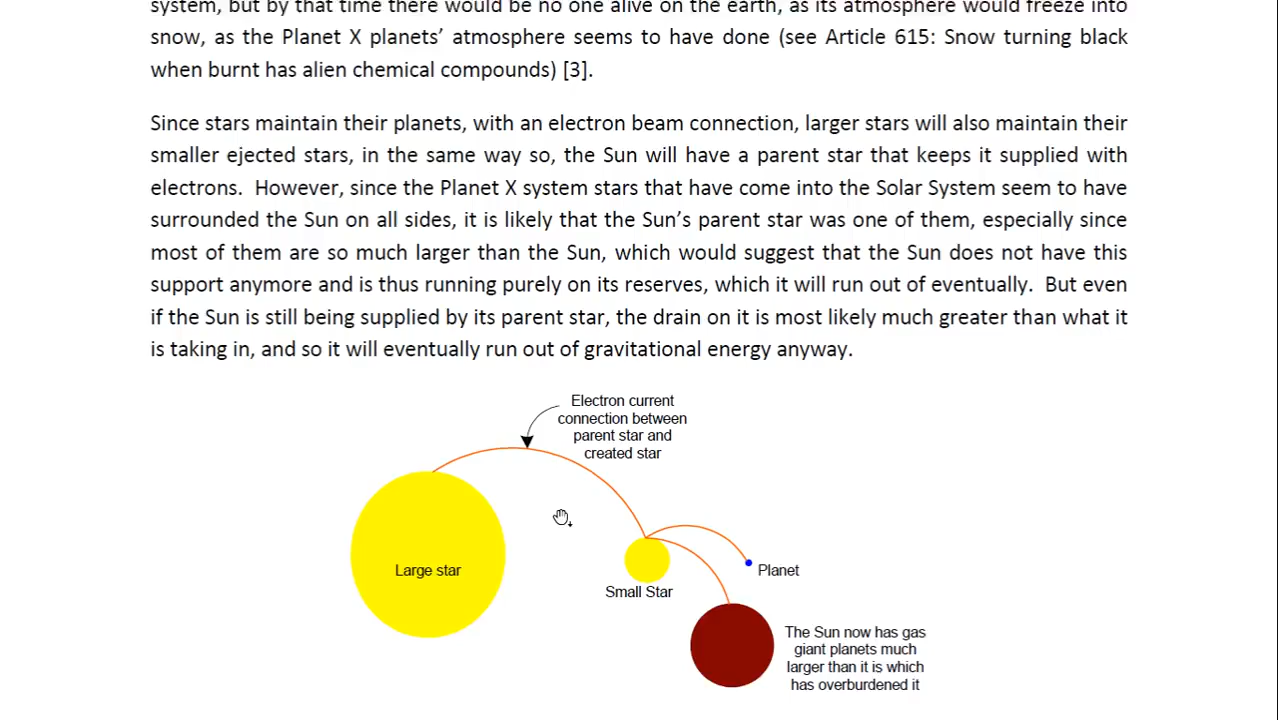 system, but by that time there would be no one alive on the earth, as its atmosphere would freeze into
snow, as the Planet X planets’ atmosphere seems to have done (see Article 615: Snow turning black
when burnt has alien chemical compounds) [3].
Since stars maintain their planets, with an electron beam connection, larger stars will also maintain their
smaller ejected stars, in the same way so, the Sun will have a parent star that keeps it supplied with
electrons.  However, since the Planet X system stars that have come into the Solar System seem to have
surrounded the Sun on all sides, it is likely that the Sun’s parent star was one of them, especially since
most of them are so much larger than the Sun, which would suggest that the Sun does not have this
support anymore and is thus running purely on its reserves, which it will run out of eventually.  But even
if the Sun is still being supplied by its parent star, the drain on it is most likely much greater than what it
is taking in, and so it will eventually run out of gravitational energy anyway.
Electron current
connection between
parent star and
created star
Large star
Planet
Small Star
The Sun now has gas
giant planets much
larger than it is which
has overburdened it